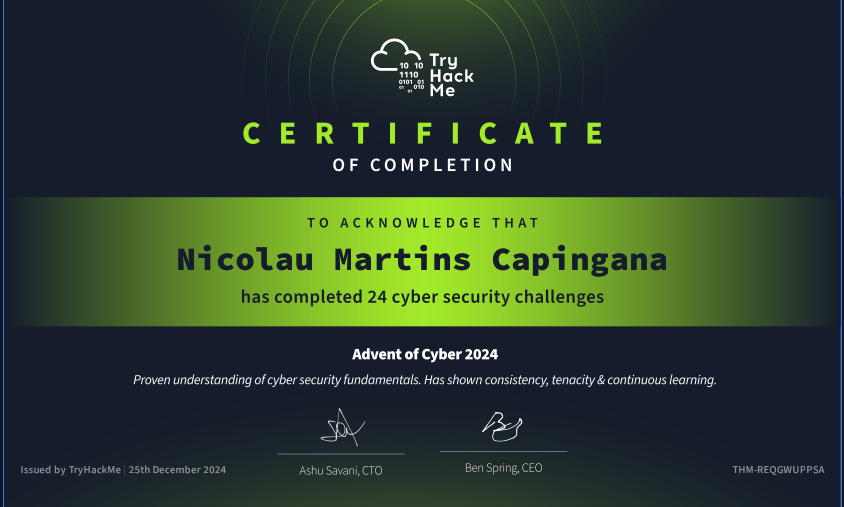 10 10
1110
0101 01
01 010
01
Try
Hack
Me
CERTIFICATE
OF COMPLETION
TO ACKNOWLEDGE THAT
Nicolau Martins Capingana
has completed 24 cyber security challenges
Advent of Cyber 2024
Proven understanding of cyber security fundamentals. Has shown consistency, tenacity & continuous learning.
Ashu Savani, CTO
Ben Spring, CEO
Issued by TryHackMe | 25th December 2024
THM-REQGWUPPSA